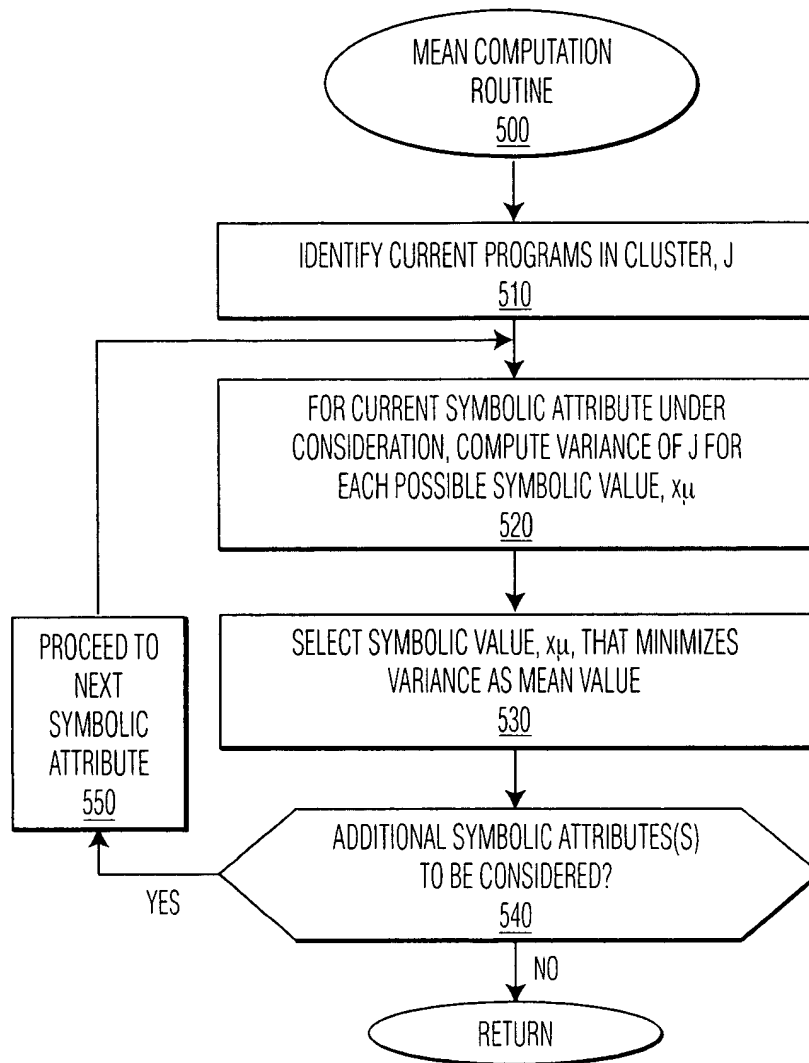 MEAN COMPUTATION
ROUTINE
500
IDENTIFY CURRENT PROGRAMS IN CLUSTER, J
510
FOR CURRENT SYMBOLIC ATTRIBUTE UNDER
CONSIDERATION, COMPUTE VARIANCE OF J FOR
EACH POSSIBLE SYMBOLIC VALUE, xμ
520
SELECT SYMBOLIC VALUE, xμ, THAT MINIMIZES
VARIANCE AS MEAN VALUE
530
PROCEED TO
NEXT
SYMBOLIC
ATTRIBUTE
550
ADDITIONAL SYMBOLIC ATTRIBUTES(S)
TO BE CONSIDERED?
540
YES
NO
RETURN